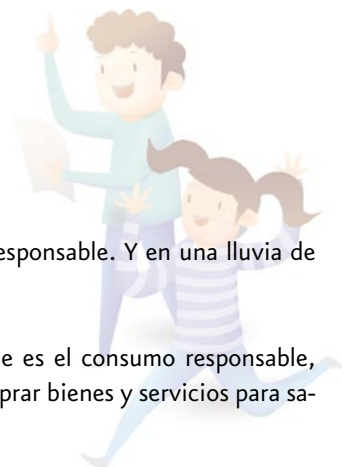 esponsable. Y en una lluvia de
e es el consumo responsable,
prar bienes y servicios para sa-